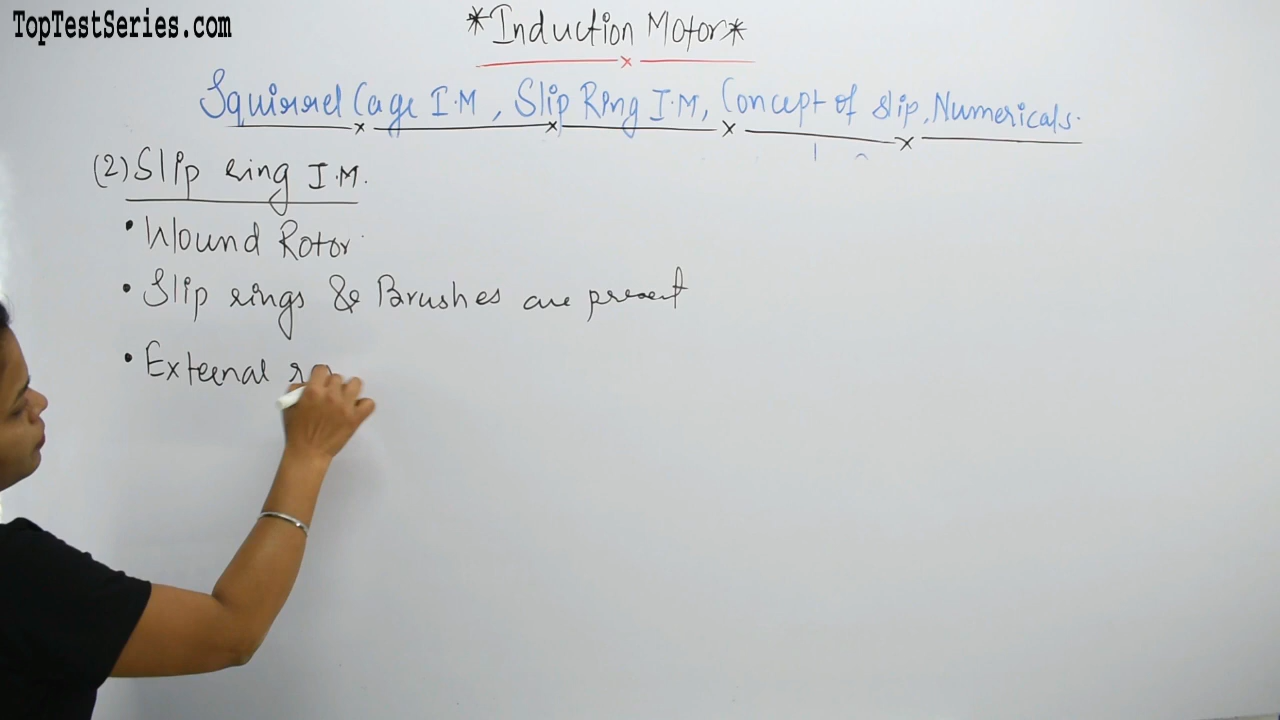 TopTestSeries.com
*Induction Motor*
Squirrel Cage I.M, Slip Ring I.M, Concept of slip, Numericals.
(2) Slip ring I.M.
• Wound Rotor
• Slip rings & Brushes are present
• External